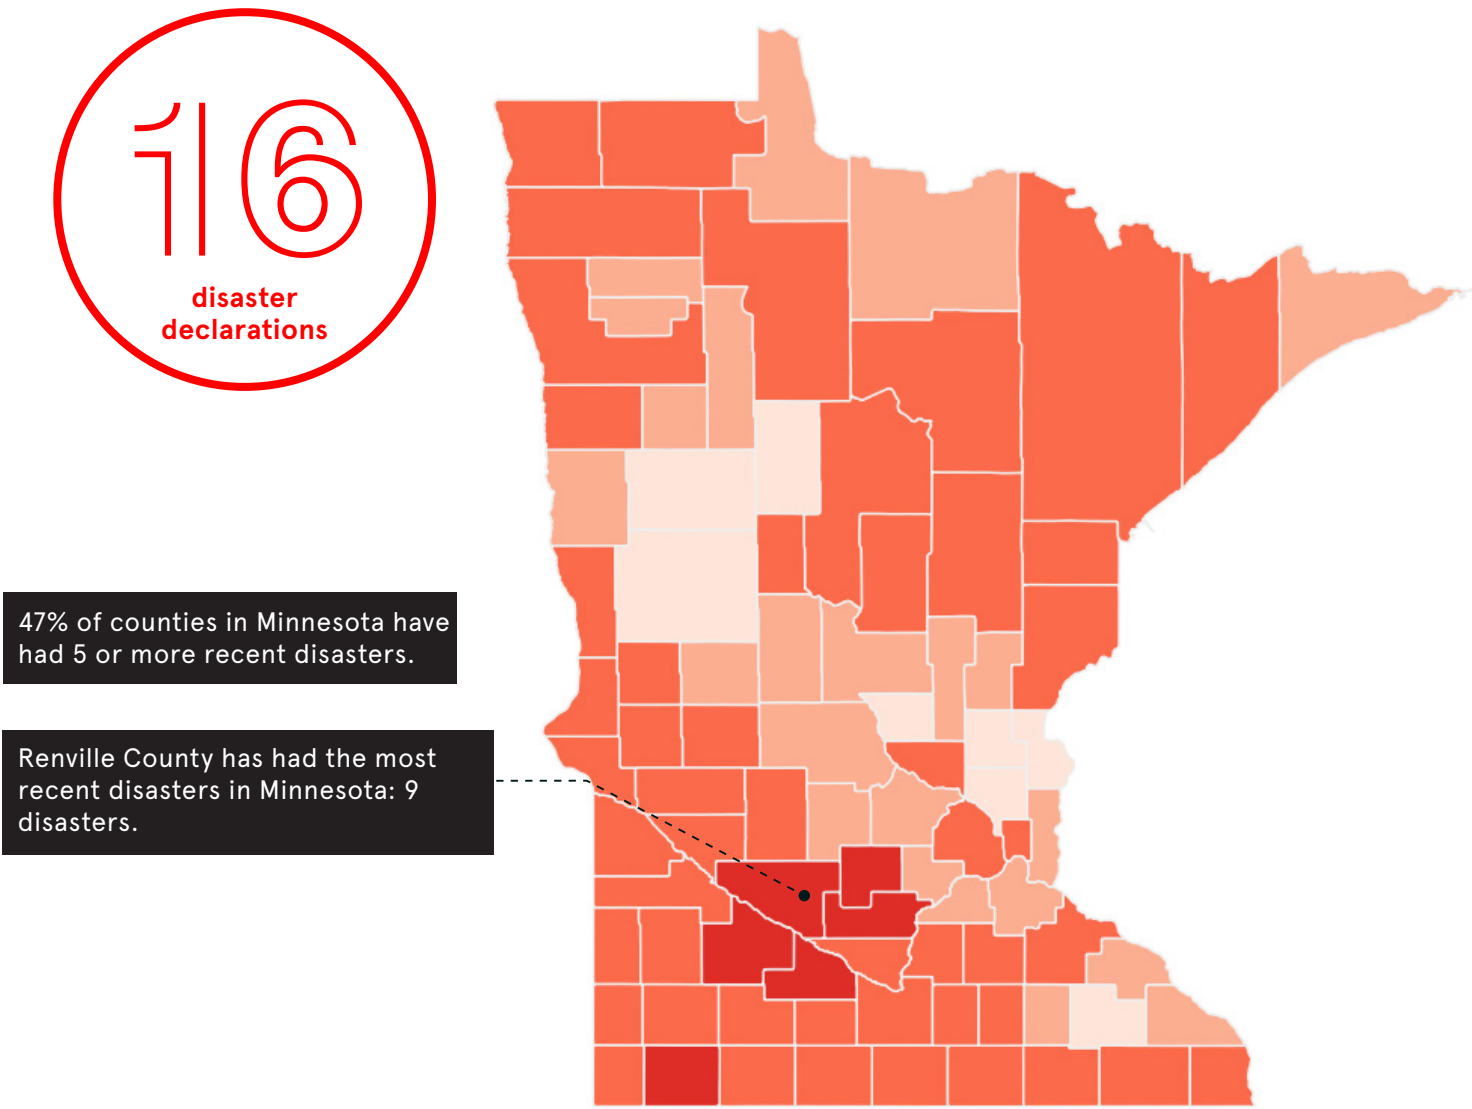 16
disaster
declarations
47% of counties in Minnesota have
had 5 or more recent disasters.
Renville County has had the most
recent disasters in Minnesota: 9
disasters.